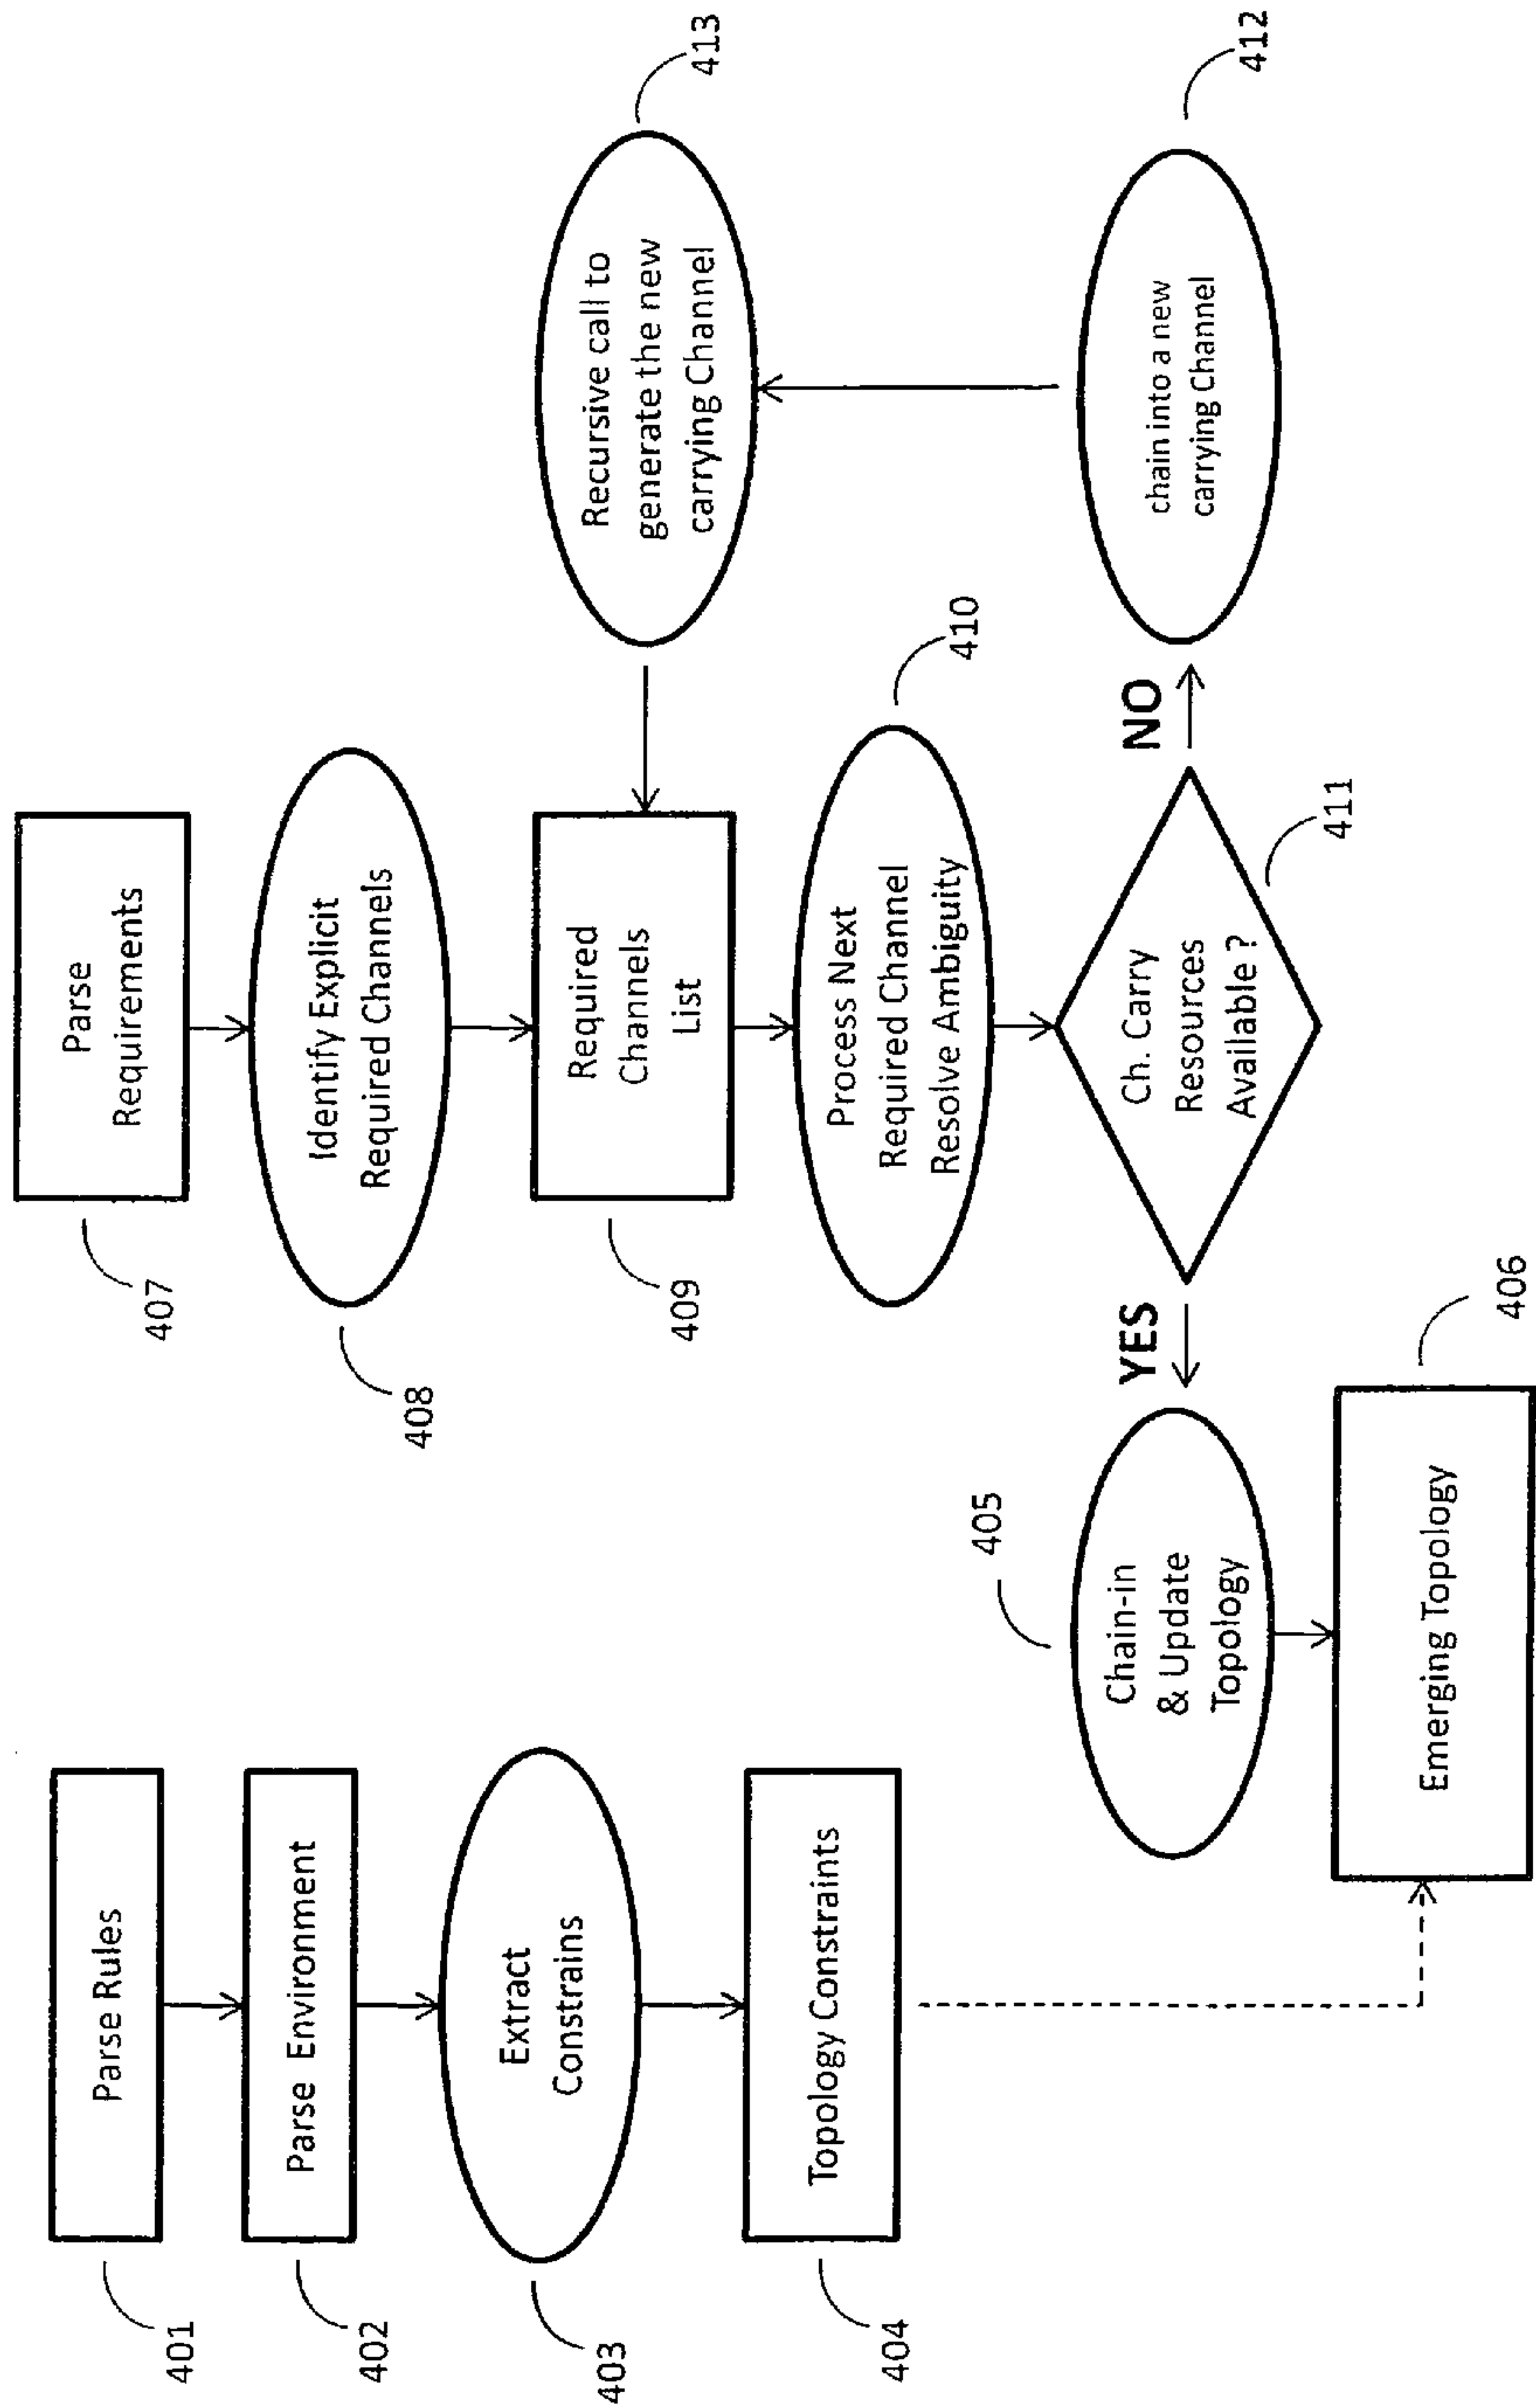 401
Parse Rules
402
Parse Environment
403
Extract
Constrains
404
Topology Constraints
405
Chain-in
& Update
Topology
406
Emerging Topology
407
Parse
Requirements
408
Identify Explicit
Required Channels
409
Required
Channels
List
410
Process Next
Required Channel
Resolve Ambiguity
411
Ch. Carry
Resources
Available ?
YES
NO
412
chain into a new
carrying Channel
413
Recursive call to
generate the new
carrying Channel